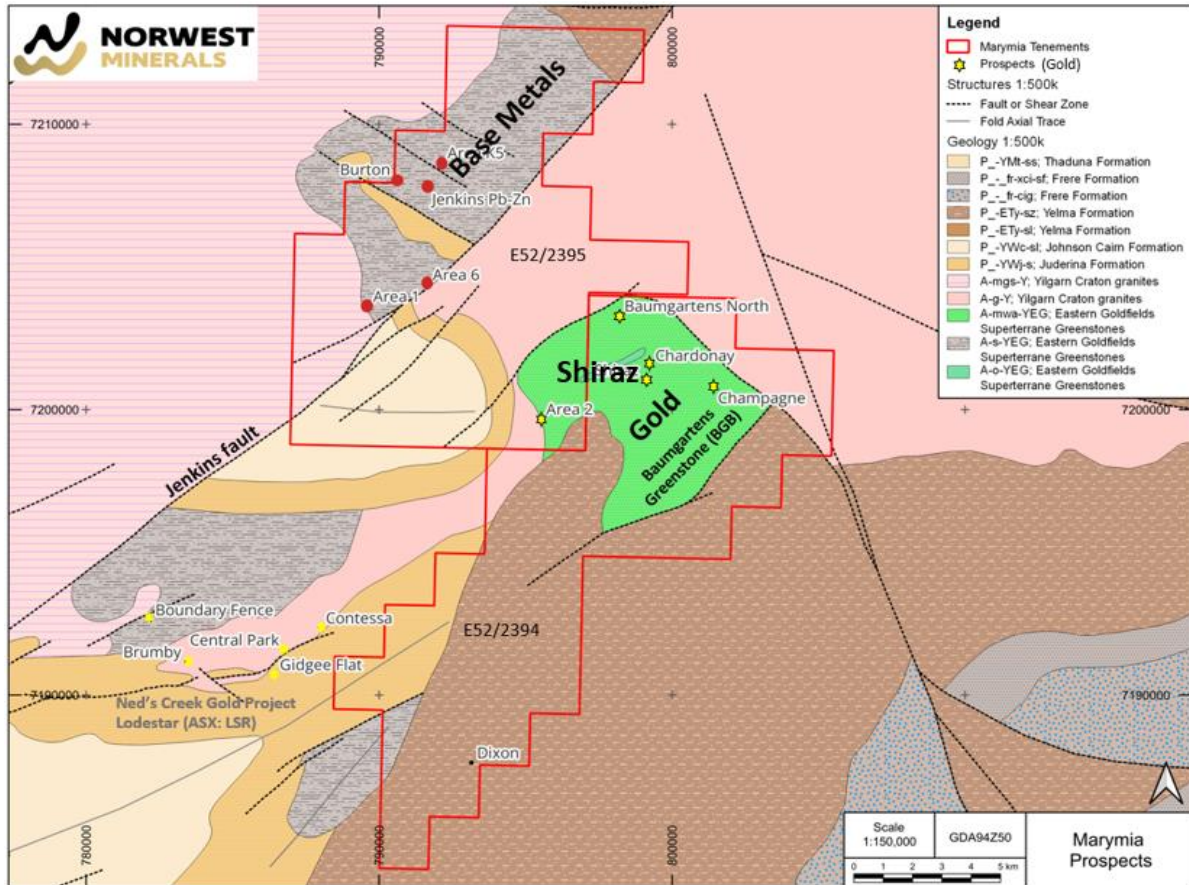 NORWEST
MINERALS
790000
800000
7210000
Base Metals
Area K5
Burton
Jenkins Pb-Zn
E52/2395
Area 6
Area 1
Baumgartens North
Chardonay
Shiraz
Champagne
Gold
Area 2
Baumgartens
Greenstone (BGB)
7200000
7200000
Jenkins fault
Boundary Fence
Contessa
Central Park
Brumby
Gidgee Flat
E52/2394
7190000
7190000
Ned's Creek Gold Project
Lodestar (ASX: LSR)
Dixon
780000
790000
800000
Legend
Marymia Tenements
Prospects (Gold)
Structures 1:500k
Fault or Shear Zone
Fold Axial Trace
Geology 1:500k
P_-YMt-ss; Thaduna Formation
P_-_fr-xci-sf; Frere Formation
P_-_fr-cig; Frere Formation
P_-ETy-sz; Yelma Formation
P_-ETy-sl; Yelma Formation
P_-YWc-sl; Johnson Cairn Formation
P_-YWj-s; Juderina Formation
A-mgs-Y; Yilgarn Craton granites
A-g-Y; Yilgarn Craton granites
A-mwa-YEG; Eastern Goldfields
Superterrane Greenstones
A-s-YEG; Eastern Goldfields
Superterrane Greenstones
A-o-YEG; Eastern Goldfields
Superterrane Greenstones
Scale
1:150,000
GDA94Z50
0 1 2 3 4 5 km
Marymia
Prospects